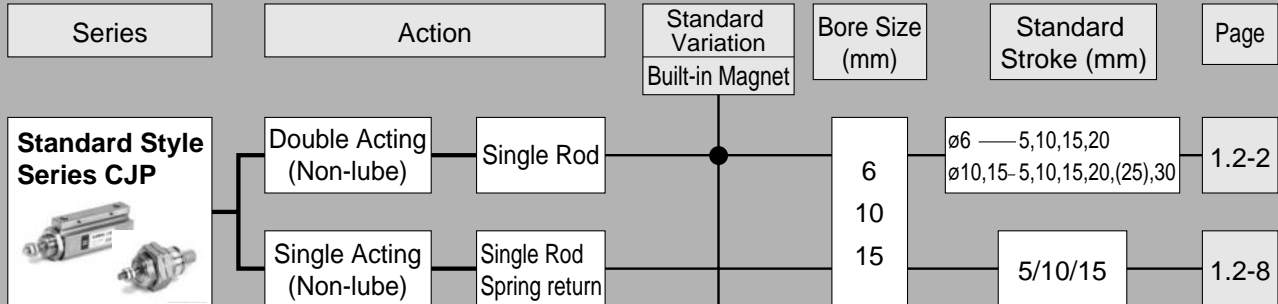 Series
Action
Standard
Variation
Built-in Magnet
Bore Size
(mm)
Standard
Stroke (mm)
Page
Standard Style
Series CJP
Double Acting
(Non-lube)
Single Rod
6
10
15
ø6 —— 5,10,15,20
ø10,15– 5,10,15,20,(25),30
1.2-2
Single Acting
(Non-lube)
Single Rod
Spring return
5/10/15
1.2-8